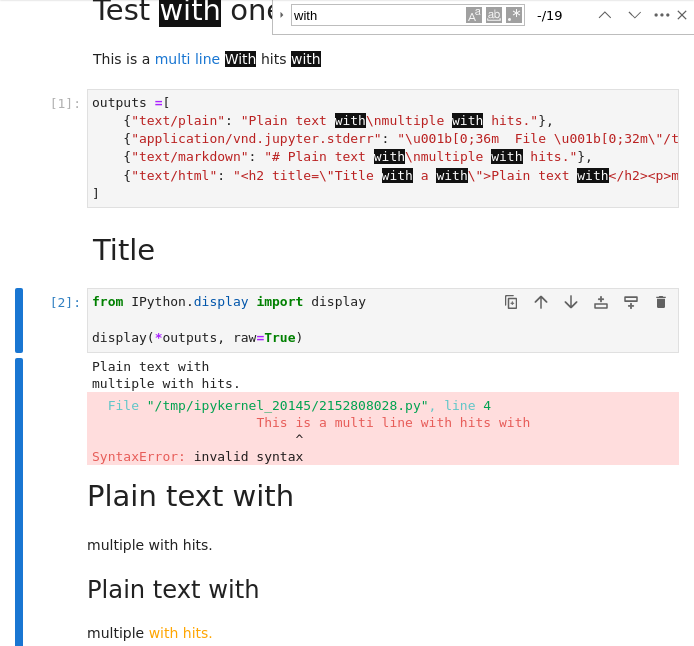 Test with one
with
-/19
This is a multi line With hits with
[1]:
outputs =[
{"text/plain": "Plain text with\nmultiple with hits."},
{"application/vnd.jupyter.stderr": "\u001b[0;36m  File \u001b[0;32m\"/t
{"text/markdown": "# Plain text with\nmultiple with hits."},
{"text/html": "<h2 title=\"Title with a with\">Plain text with</h2><p>m
]
Title
[2]:
from IPython.display import display
display(*outputs, raw=True)
Plain text with
multiple with hits.
File "/tmp/ipykernel_20145/2152808028.py", line 4
This is a multi line with hits with
^
SyntaxError: invalid syntax
Plain text with
multiple with hits.
Plain text with
multiple with hits.